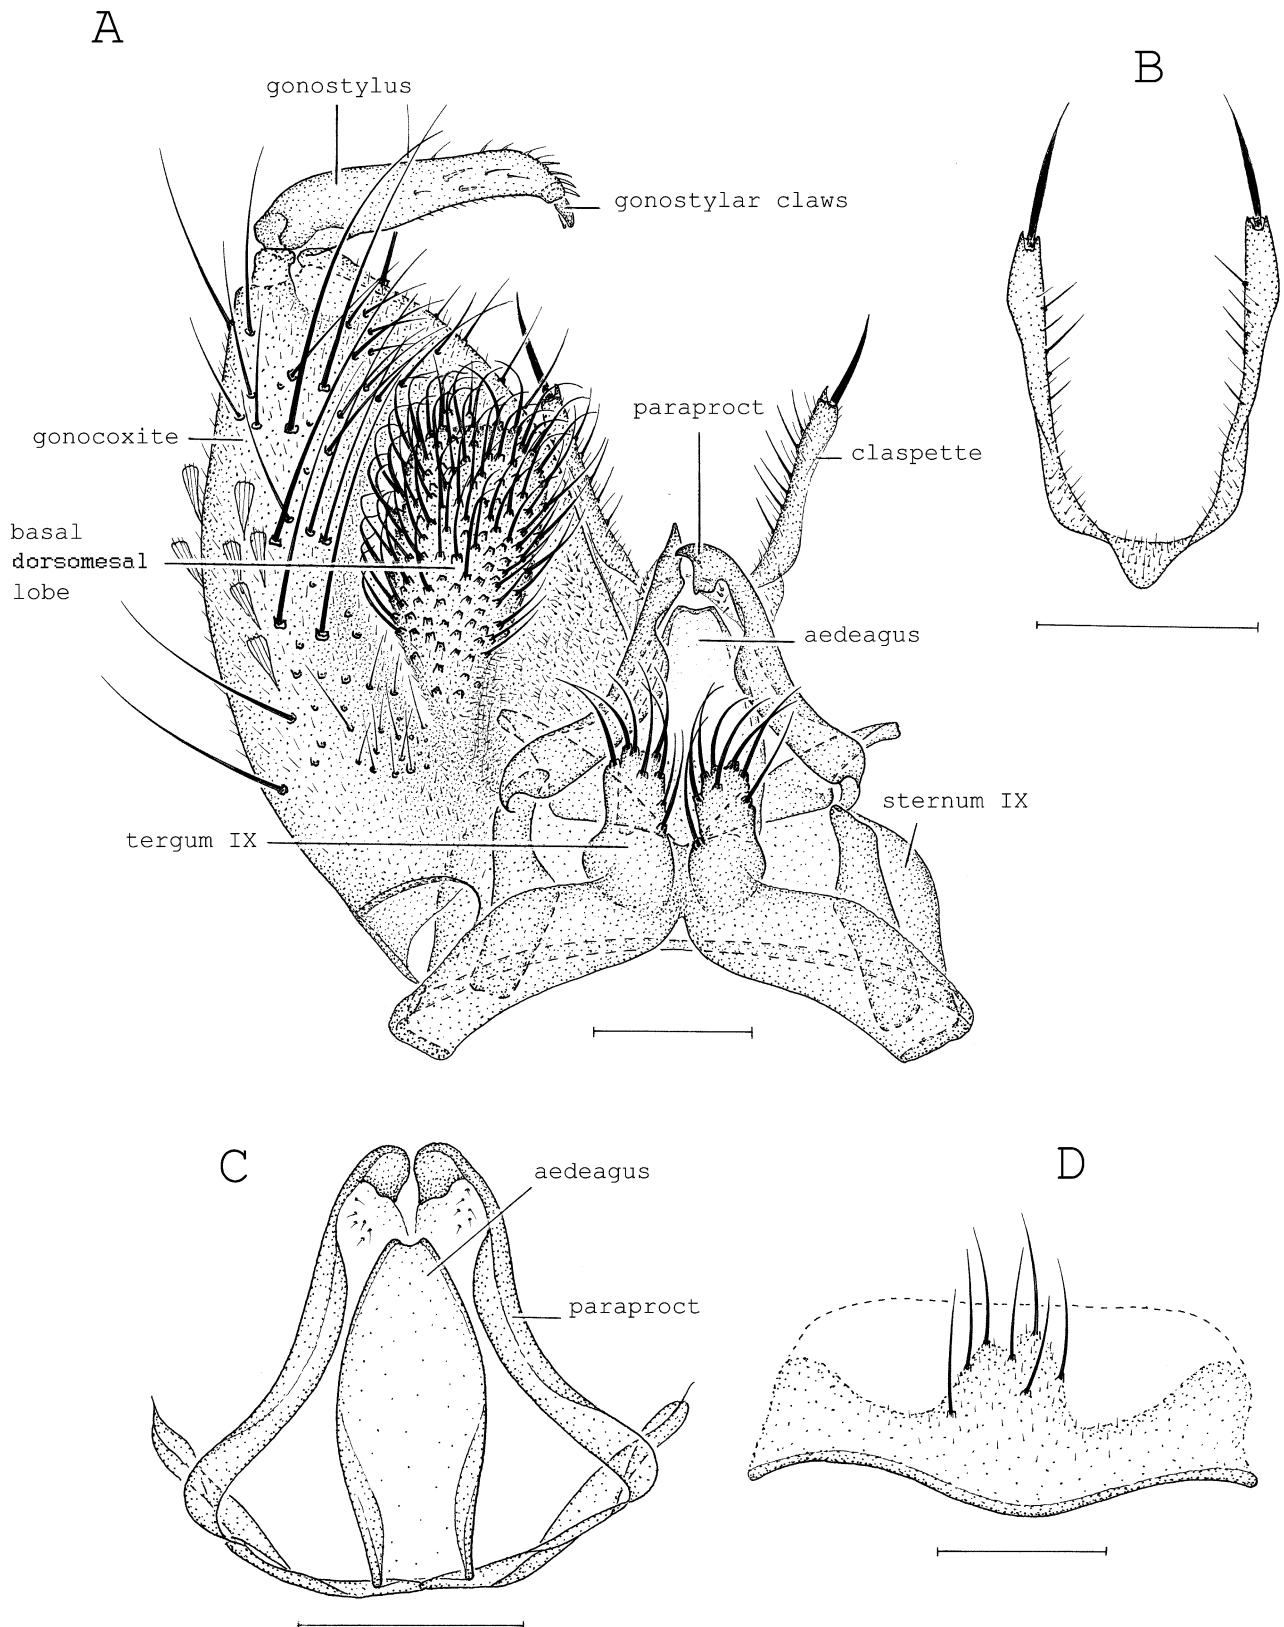 A
gonostylus
gonostylar claws
B
paraproct
gonocoxite
claspette
basal
dorsomesal
lobe
aedeagus
sternum IX
tergum IX
C
aedeagus
D
paraproct